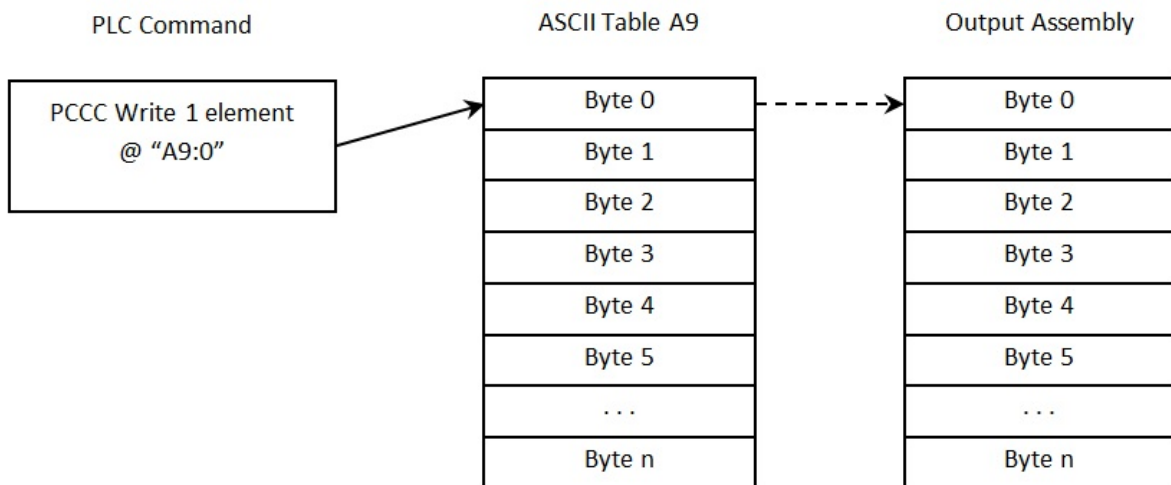 PLC Command
ASCII Table A9
Output Assembly
PCCC Write 1 element
@ “A9:0”
Byte 0
Byte 1
Byte 2
Byte 3
Byte 4
Byte 5
. . .
Byte n
Byte 0
Byte 1
Byte 2
Byte 3
Byte 4
Byte 5
. . .
Byte n